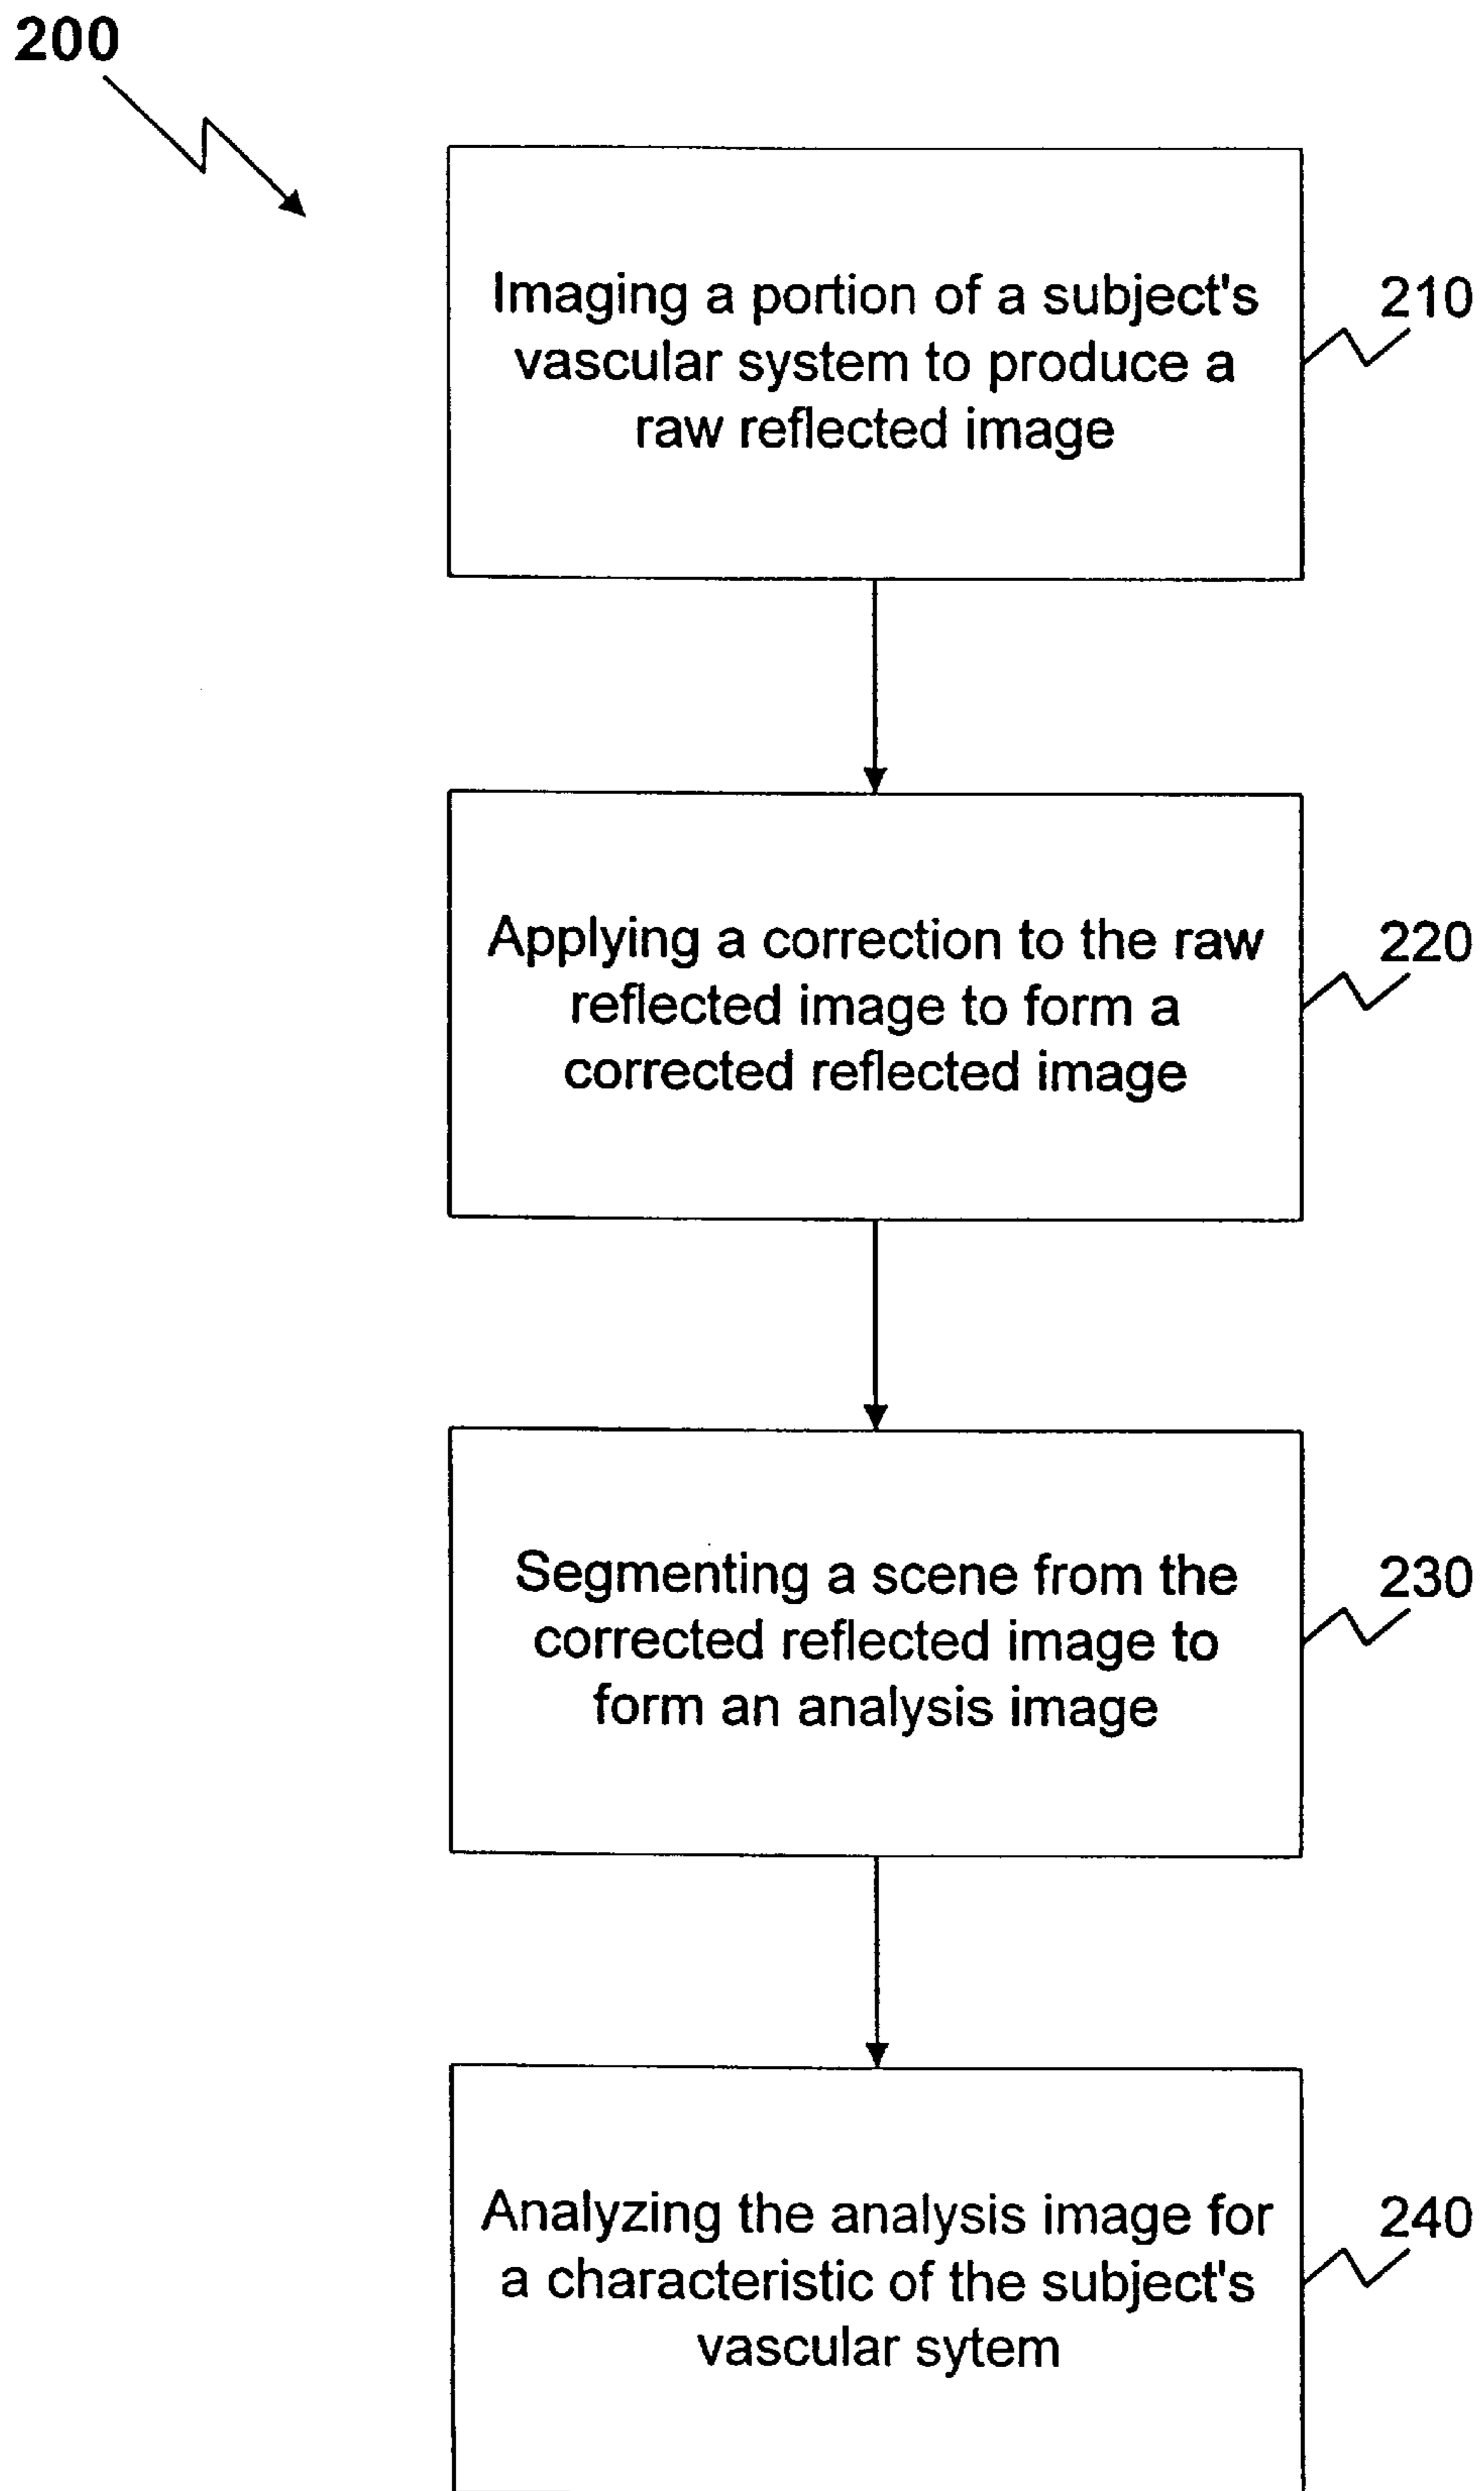 200
Imaging a portion of a subject's
vascular system to produce a
raw reflected image
210
Applying a correction to the raw
reflected image to form a
corrected reflected image
220
Segmenting a scene from the
corrected reflected image to
form an analysis image
230
Analyzing the analysis image for
a characteristic of the subject's
vascular sytem
240